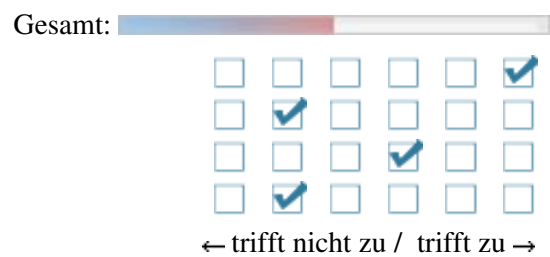 Gesamt:
← trifft nicht zu / trifft zu →